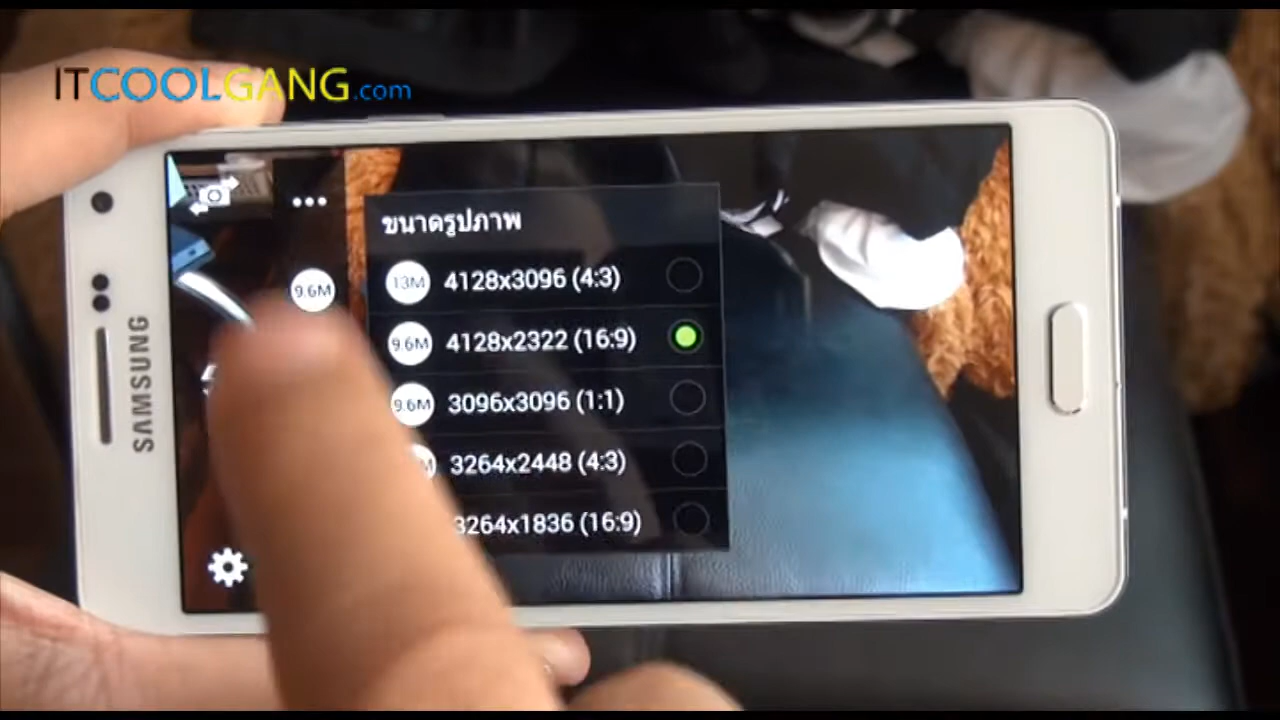 ITCOOLGANG.com
SAMSUNG
9.6M
ขนาดรูปภาพ
13M 4128x3096 (4:3)
9.6M 4128x2322 (16:9)
9.6M 3096x3096 (1:1)
3264x2448 (4:3)
3264x1836 (16:9)